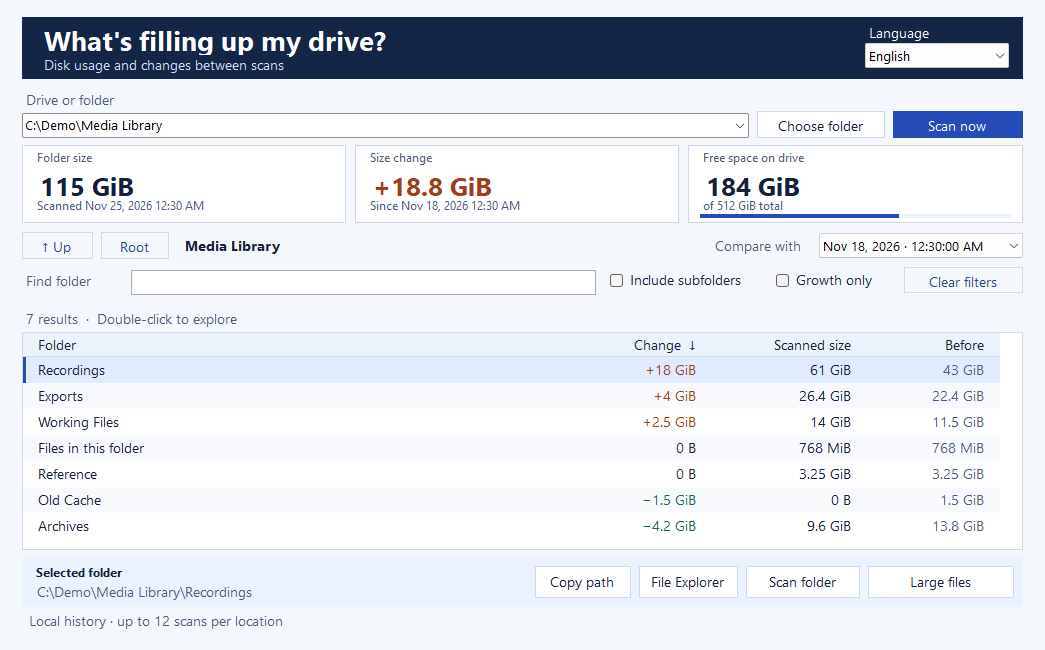 What's filling up my drive?
Disk usage and changes between scans
Language
English
Drive or folder
C:\Demo\Media Library
Choose folder
Scan now
Folder size
115 GiB
Scanned Nov 25, 2026 12:30 AM
Size change
+18.8 GiB
Since Nov 18, 2026 12:30 AM
Free space on drive
184 GiB
of 512 GiB total
↑ Up
Root
Media Library
Compare with
Nov 18, 2026 · 12:30:00 AM
Find folder
Include subfolders
Growth only
Clear filters
7 results · Double-click to explore
Folder Change ↓ Scanned size Before
Recordings +18 GiB 61 GiB 43 GiB
Exports +4 GiB 26.4 GiB 22.4 GiB
Working Files +2.5 GiB 14 GiB 11.5 GiB
Files in this folder 0 B 768 MiB 768 MiB
Reference 0 B 3.25 GiB 3.25 GiB
Old Cache −1.5 GiB 0 B 1.5 GiB
Archives −4.2 GiB 9.6 GiB 13.8 GiB
Selected folder
C:\Demo\Media Library\Recordings
Copy path
File Explorer
Scan folder
Large files
Local history · up to 12 scans per location